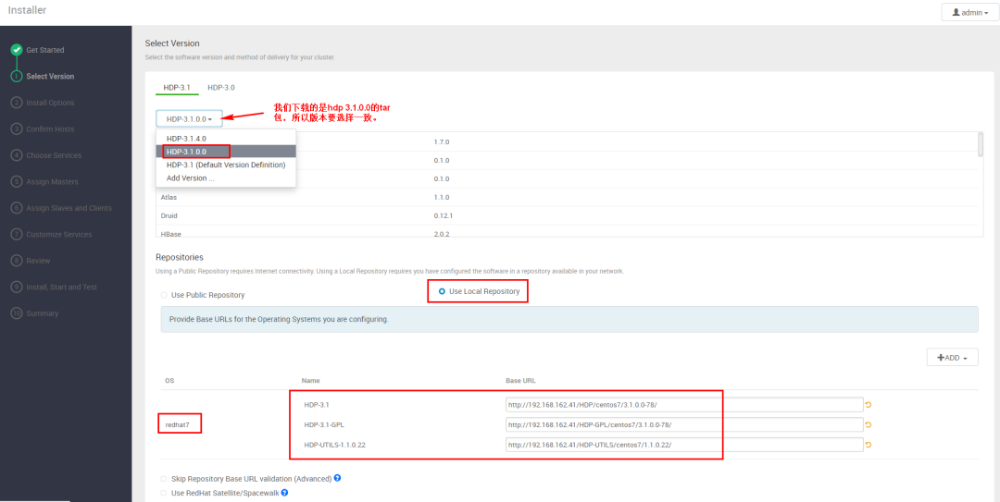 Installer
admin
Get Started
1 Select Version
2 Install Options
3 Confirm Hosts
4 Choose Services
5 Assign Masters
6 Assign Slaves and Clients
7 Customize Services
8 Review
9 Install, Start and Test
10 Summary
Select Version
Select the software version and method of delivery for your cluster.
HDP-3.1 HDP-3.0
HDP-3.1.0.0
我们下载的是hdp 3.1.0.0的tar
包，所以版本要选择一致。
HDP-3.1.4.0
HDP-3.1.0.0
HDP-3.1 (Default Version Definition)
Add Version ...
1.7.0
0.1.0
0.1.0
Atlas 1.1.0
Druid 0.12.1
HBase 2.0.2
Repositories
Using a Public Repository requires Internet connectivity. Using a Local Repository requires you have configured the software in a repository available in your network.
Use Public Repository
Use Local Repository
Provide Base URLs for the Operating Systems you are configuring.
ADD
OS Name Base URL
redhat7
HDP-3.1 http://192.168.162.41/HDP/centos7/3.1.0.0-78/
HDP-3.1-GPL http://192.168.162.41/HDP-GPL/centos7/3.1.0.0-78/
HDP-UTILS-1.1.0.22 http://192.168.162.41/HDP-UTILS/centos7/1.1.0.22/
Skip Repository Base URL validation (Advanced) ?
Use RedHat Satellite/Spacewalk ?